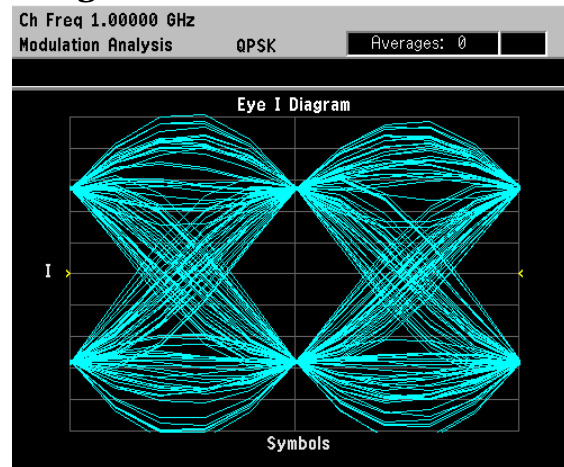 Ch Freq 1.00000 GHz
Modulation Analysis QPSK Averages: 0
Eye I Diagram
I
Symbols